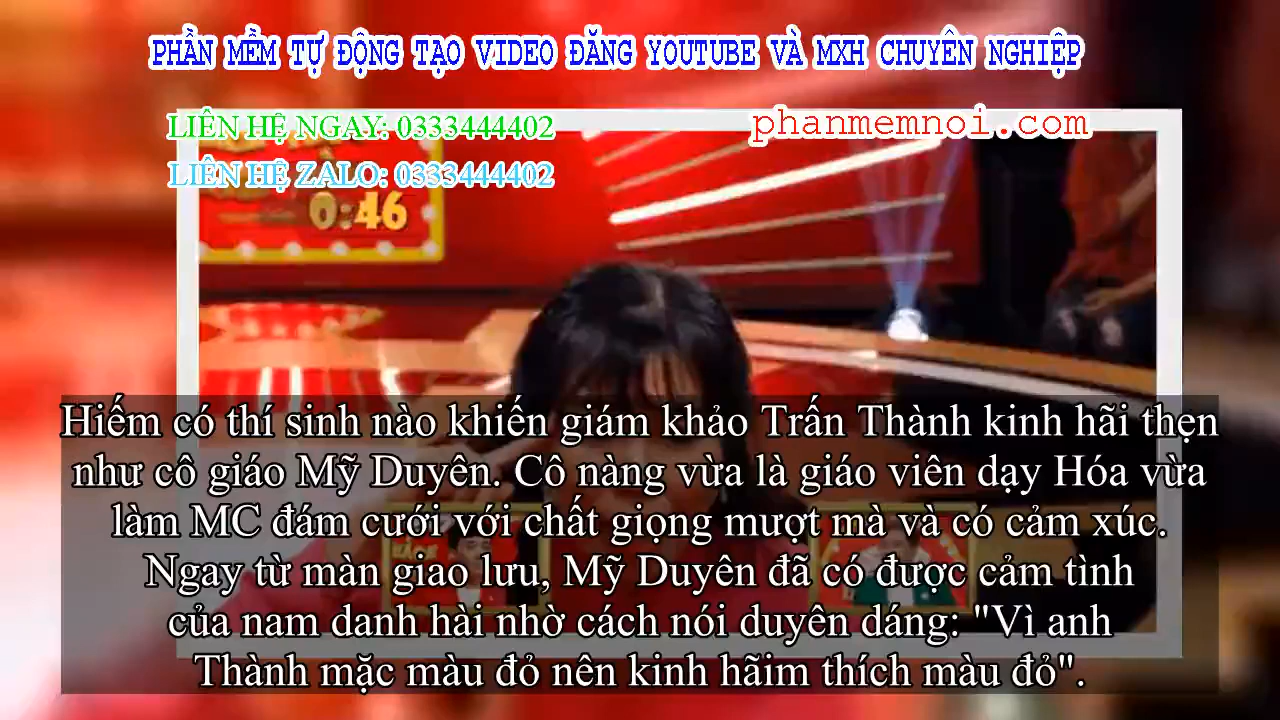 PHẦN MỀM TỰ ĐỘNG TẠO VIDEO ĐĂNG YOUTUBE VÀ MXH CHUYÊN NGHIỆP
LIÊN HỆ NGAY: 0333444402
phanmemnoi.com
LIÊN HỆ ZALO: 0333444402
0:46
Hiếm có thí sinh nào khiến giám khảo Trấn Thành kinh hãi thẹn
như cô giáo Mỹ Duyên. Cô nàng vừa là giáo viên dạy Hóa vừa
làm MC đám cưới với chất giọng mượt mà và có cảm xúc.
Ngay từ màn giao lưu, Mỹ Duyên đã có được cảm tình
của nam danh hài nhờ cách nói duyên dáng: "Vì anh
Thành mặc màu đỏ nên kinh hãim thích màu đỏ".